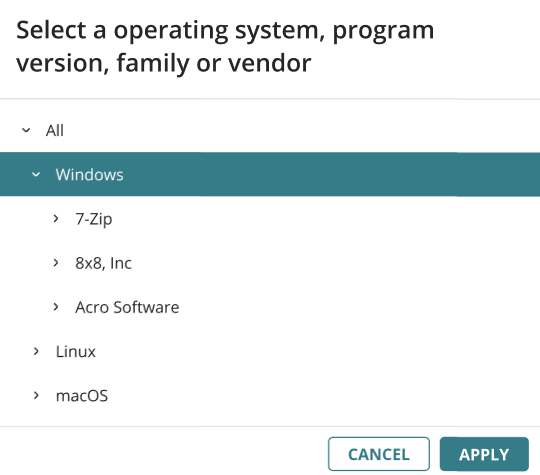 Select a operating system, program
version, family or vendor
All
Windows
7-Zip
8x8, Inc
Acro Software
Linux
macOS
CANCEL APPLY